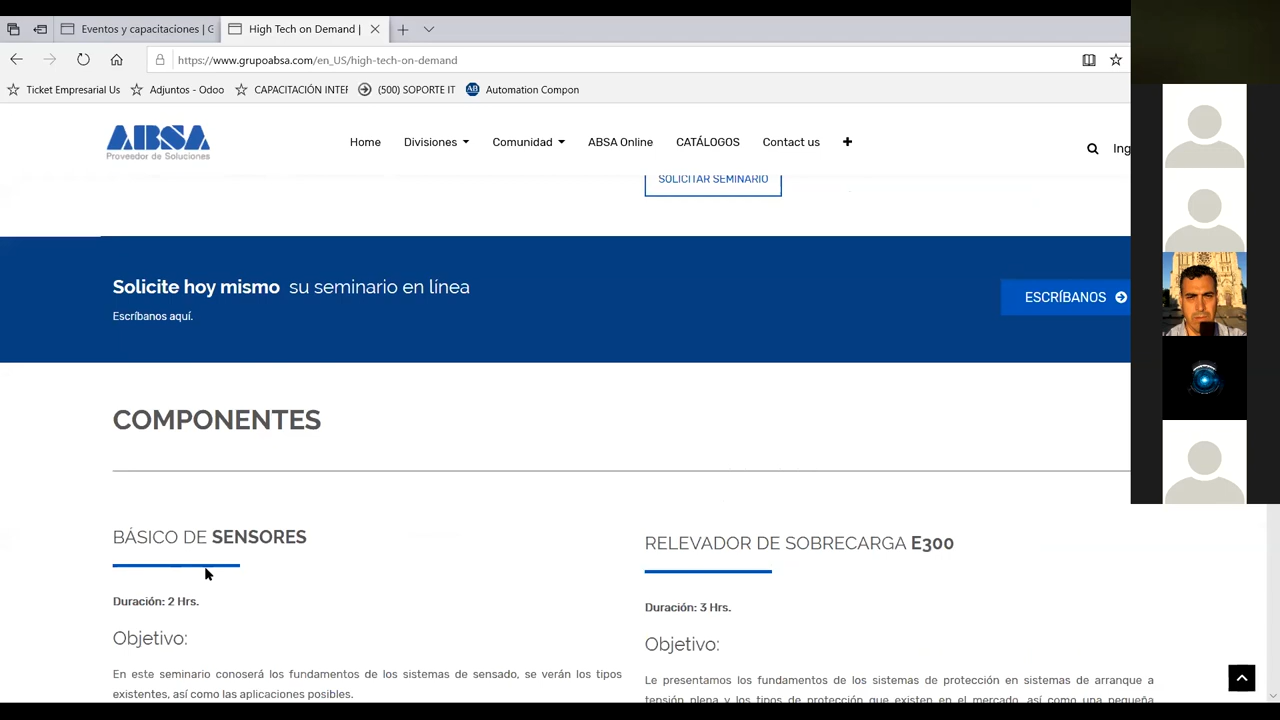 Eventos y capacitaciones | G
High Tech on Demand |
https://www.grupoabsa.com/en_US/high-tech-on-demand
Ticket Empresarial Us
Adjuntos - Odoo
CAPACITACIÓN INTEF
(500) SOPORTE IT
AB
Automation Compon
ABSA
Proveedor de Soluciones
Home
Divisiones
Comunidad
ABSA Online
CATÁLOGOS
Contact us
Ing
SOLICITAR SEMINARIO
Solicite hoy mismo su seminario en línea
Escríbanos aquí.
ESCRÍBANOS
COMPONENTES
BÁSICO DE SENSORES
Duración: 2 Hrs.
Objetivo:
En este seminario conoserá los fundamentos de los sistemas de sensado, se verán los tipos
existentes, así como las aplicaciones posibles.
RELEVADOR DE SOBRECARGA E300
Duración: 3 Hrs.
Objetivo:
Le presentamos los fundamentos de los sistemas de protección en sistemas de arranque a
tensión plena y los tipos de protección que existen en el mercado, así como una pequeña